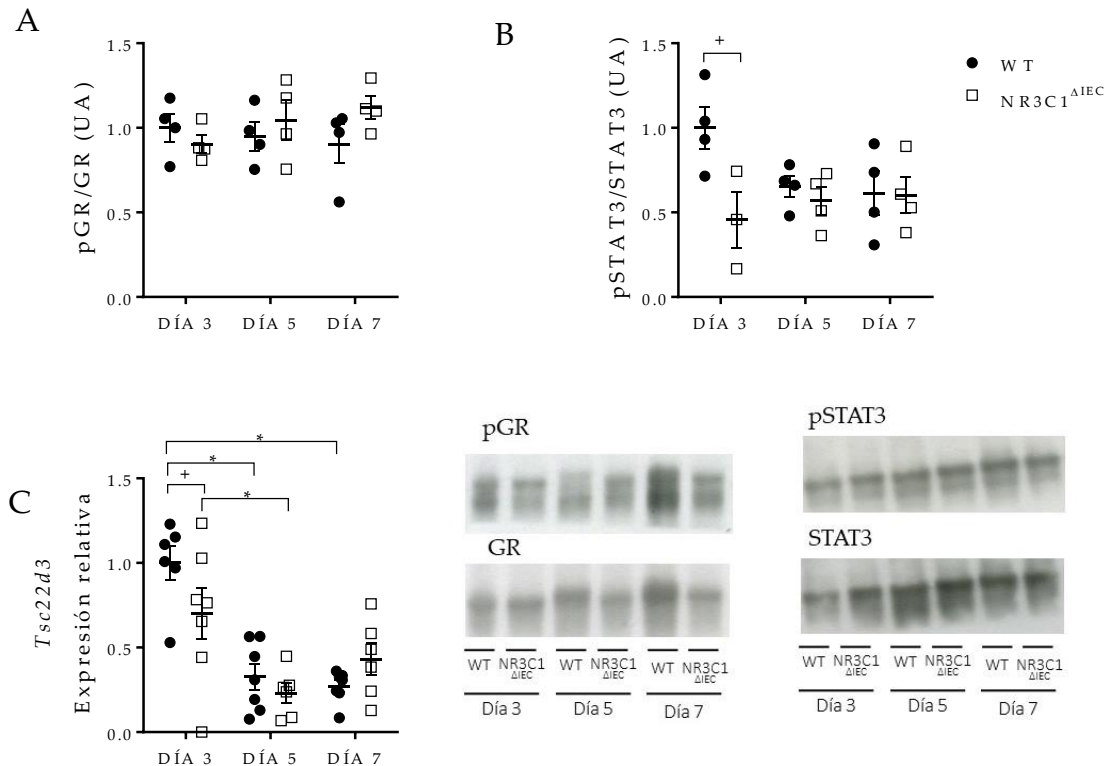 A
pGR/GR (UA)
1.5
1.0
0.5
0.0
DÍA 3 DÍA 5 DÍA 7
B
pSTAT3/STAT3 (UA)
1.5
1.0
0.5
0.0
+
DÍA 3 DÍA 5 DÍA 7
WT
NR3C1ΔIEC
C
Tsc22d3
Expresión relativa
1.5
1.0
0.5
0.0
*
*
+
*
DÍA 3 DÍA 5 DÍA 7
pGR
GR
WT NR3C1 WT NR3C1 WT NR3C1
ΔIEC ΔIEC ΔIEC
Día 3 Día 5 Día 7
pSTAT3
STAT3
WT NR3C1 WT NR3C1 WT NR3C1
ΔIEC ΔIEC ΔIEC
Día 3 Día 5 Día 7